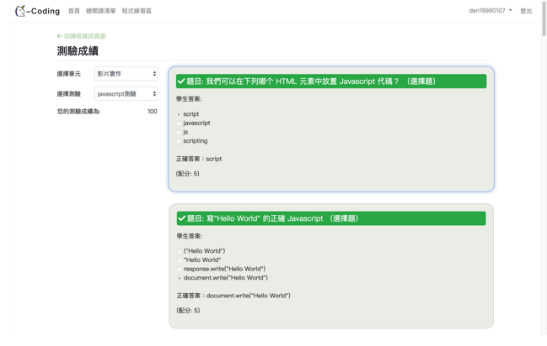 -Coding 首頁 總開課清單 程式練習區 den19980107 登出
← 回課程資訊頁面
測驗成績
選擇單元 影片實作
選擇測驗 javascript測驗
您的測驗成績為: 100
✔ 題目: 我們可以在下列哪个 HTML 元素中放置 Javascript 代碼？ （選擇題）
學生答案:
script
javascript
js
scripting
正確答案：script
(配分: 5)
✔ 題目: 寫"Hello World" 的正確 Javascript （選擇題）
學生答案:
("Hello World")
"Hello World"
response.write("Hello World")
document.write("Hello World")
正確答案：document.write("Hello World")
(配分: 5)